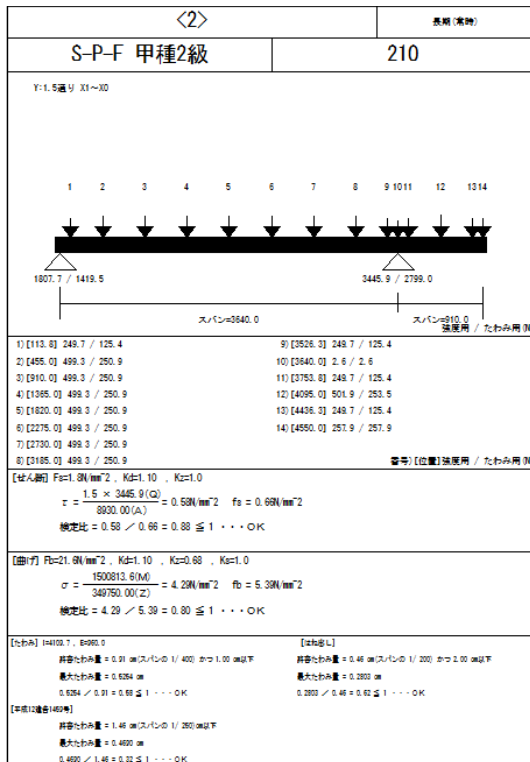 <2> 長期(常時)
S-P-F 甲種2級 210
Y:1.5通り X1~X0
1 2 3 4 5 6 7 8 9 10 11 12 13 14
1807.7 / 1419.5 3445.9 / 2799.0
スパン=3640.0 スパン=910.0
強度用 / たわみ用(N
1) [113.8] 249.7 / 125.4 9) [3526.3] 249.7 / 125.4
2) [455.0] 499.3 / 250.9 10) [3640.0] 2.6 / 2.6
3) [910.0] 499.3 / 250.9 11) [3753.8] 249.7 / 125.4
4) [1365.0] 499.3 / 250.9 12) [4095.0] 501.9 / 253.5
5) [1820.0] 499.3 / 250.9 13) [4436.3] 249.7 / 125.4
6) [2275.0] 499.3 / 250.9 14) [4550.0] 257.9 / 257.9
7) [2730.0] 499.3 / 250.9
8) [3185.0] 499.3 / 250.9 番号)[位置]強度用 / たわみ用(N
[せん断] Fs=1.8N/mm^2 , Kd=1.10 , Kz=1.0
τ = 1.5 × 3445.9(Q) / 8930.00(A) = 0.58N/mm^2 fs = 0.66N/mm^2
検定比 = 0.58 / 0.66 = 0.88 ≦ 1 ・・・OK
[曲げ] Fb=21.6N/mm^2 , Kd=1.10 , Kz=0.68 , Ks=1.0
σ = 1500813.6(M) / 349750.00(Z) = 4.29N/mm^2 fb = 5.39N/mm^2
検定比 = 4.29 / 5.39 = 0.80 ≦ 1 ・・・OK
[たわみ] I=4109.7 , E=960.0 [はね出し]
許容たわみ量 = 0.91 cm(スパンの 1/ 400) かつ 1.00 cm以下 許容たわみ量 = 0.46 cm(スパンの 1/ 200) かつ 2.00 cm以下
最大たわみ量 = 0.5254 cm 最大たわみ量 = 0.2803 cm
0.5254 / 0.91 = 0.58 ≦ 1 ・・・OK 0.2803 / 0.46 = 0.62 ≦ 1 ・・・OK
[平成12建告1459号]
許容たわみ量 = 1.46 cm(スパンの 1/ 250)cm以下
最大たわみ量 = 0.4690 cm
0.4690 / 1.46 = 0.32 ≦ 1 ・・・OK